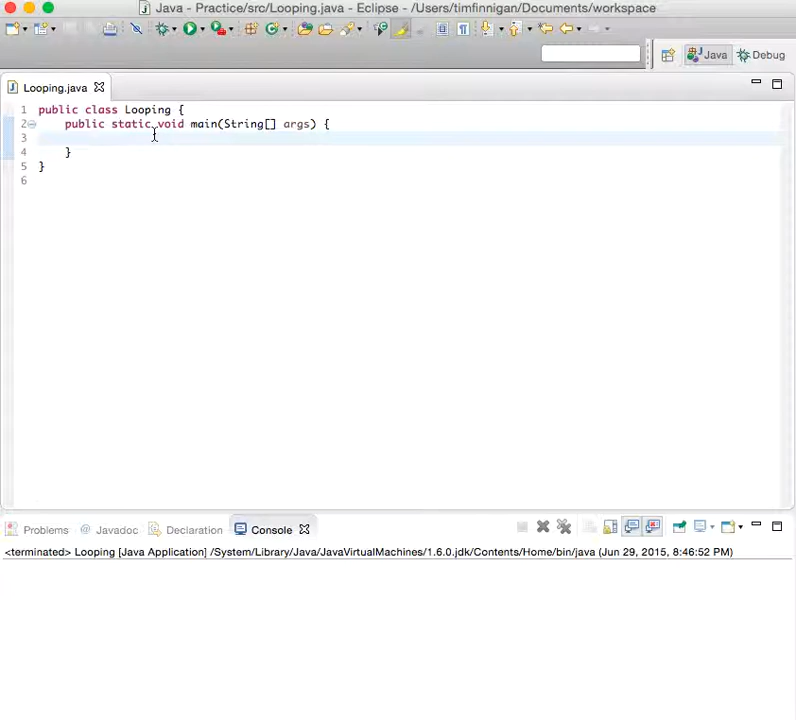 Java - Practice/src/Looping.java - Eclipse - /Users/timfinnigan/Documents/workspace
Java Debug
Looping.java
1 public class Looping {
2 public static void main(String[] args) {
3
4 }
5 }
6
Problems @ Javadoc Declaration Console
<terminated> Looping [Java Application] /System/Library/Java/JavaVirtualMachines/1.6.0.jdk/Contents/Home/bin/java (Jun 29, 2015, 8:46:52 PM)